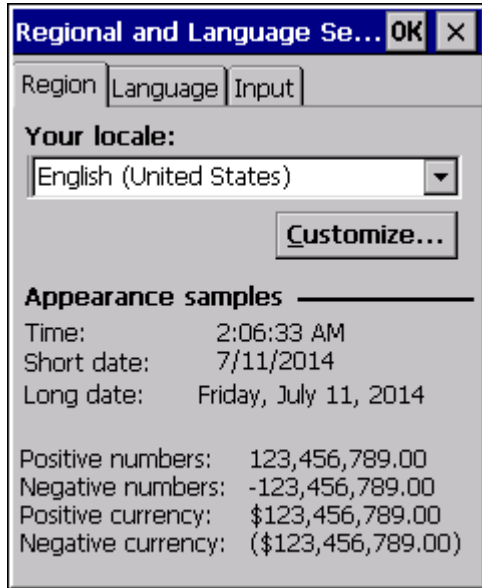 Regional and Language Se... OK ×
Region Language Input
Your locale:
English (United States)
Customize...
Appearance samples
Time: 2:06:33 AM
Short date: 7/11/2014
Long date: Friday, July 11, 2014
Positive numbers: 123,456,789.00
Negative numbers: -123,456,789.00
Positive currency: $123,456,789.00
Negative currency: ($123,456,789.00)